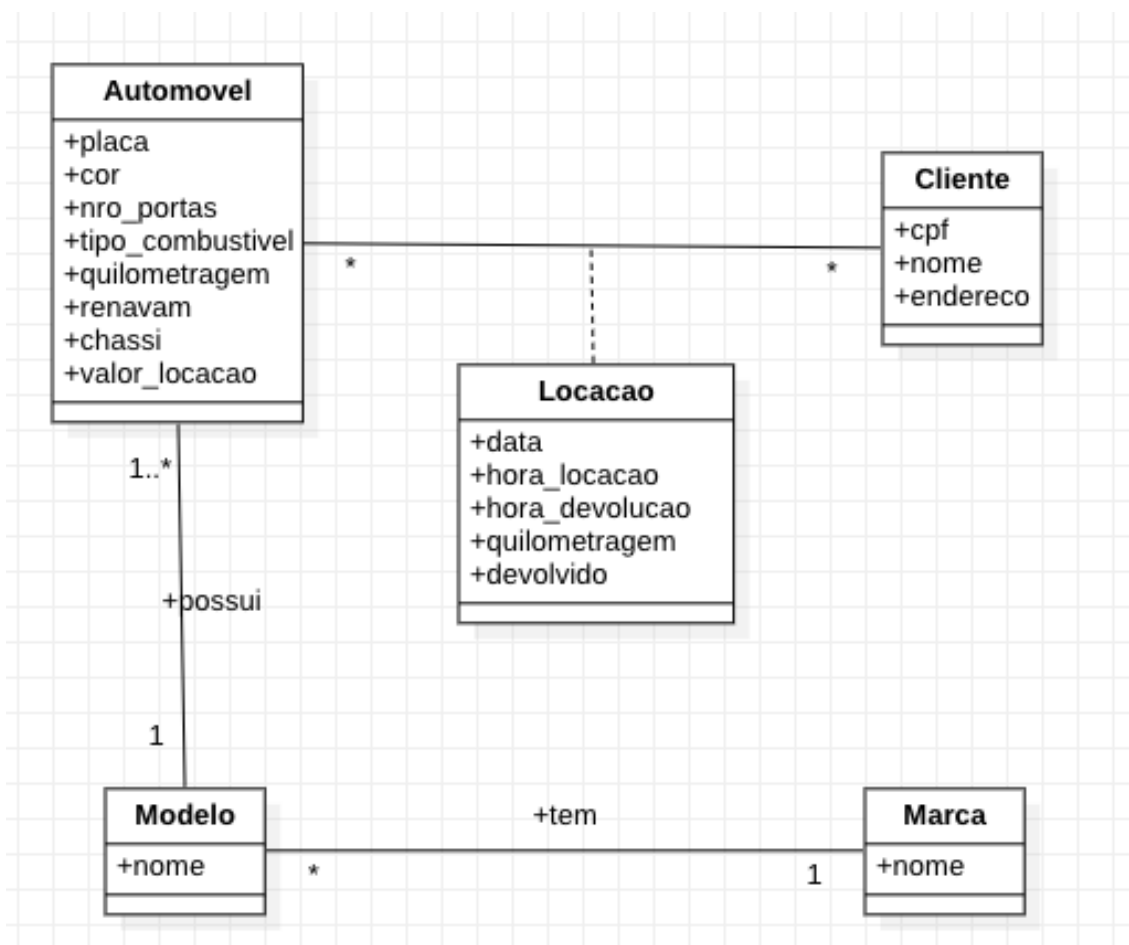 Automovel
+placa
+cor
+nro_portas
+tipo_combustivel
+quilometragem
+renavam
+chassi
+valor_locacao
*
*
Cliente
+cpf
+nome
+endereco
Locacao
+data
+hora_locacao
+hora_devolucao
+quilometragem
+devolvido
1..*
+possui
1
Modelo
+nome
*
+tem
1
Marca
+nome